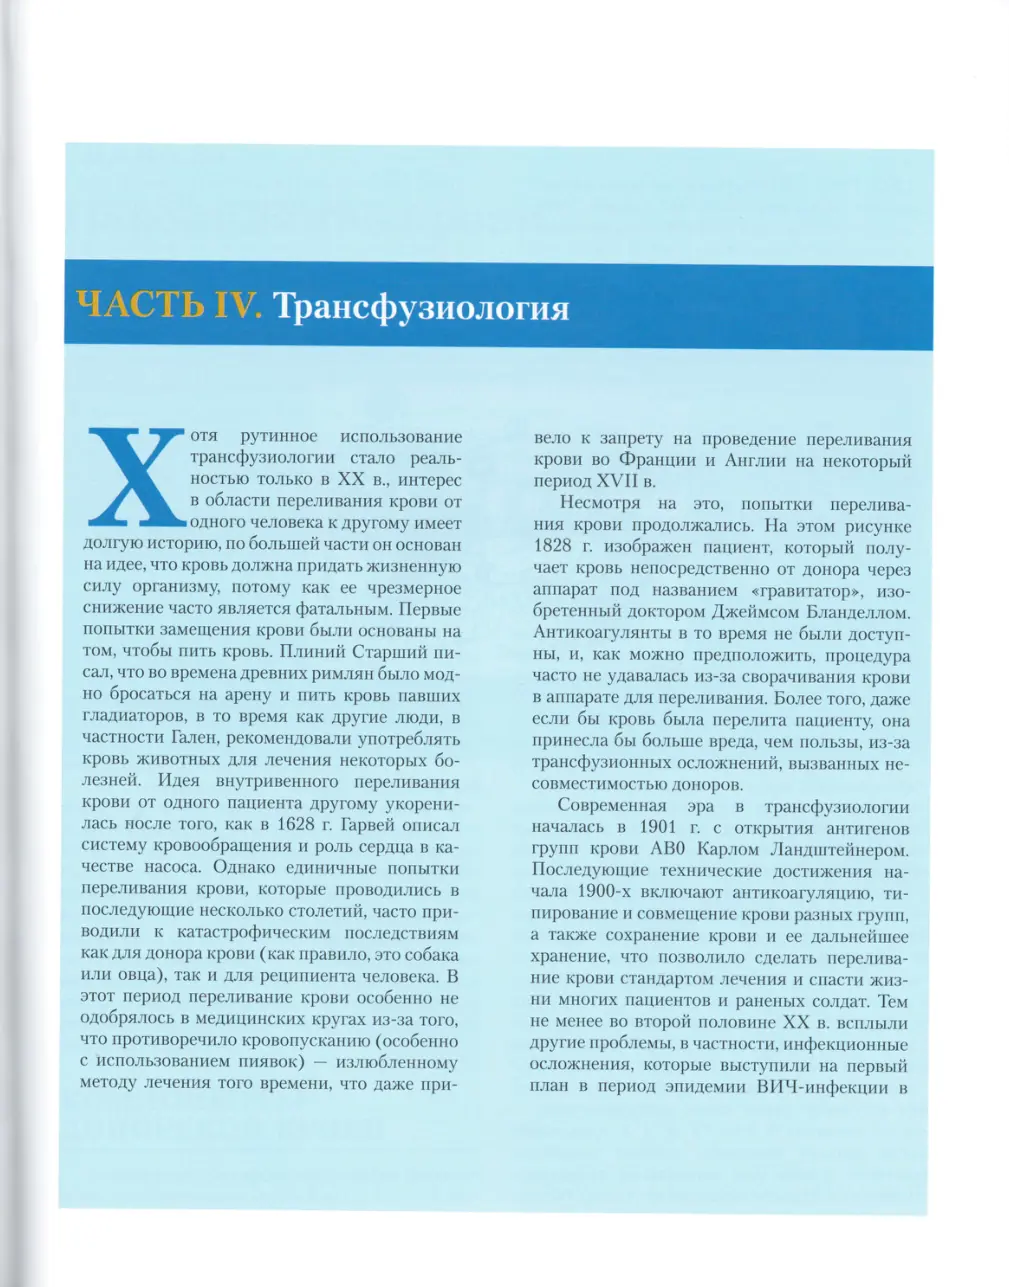 ЧАСТЬ IV. Трансфузиология
Хотя рутинное использование
трансфузиологии стало реаль-
ностью только в XX в., интерес
в области переливания крови от
одного человека к другому имеет
долгую историю, по большей части он основан
на идее, что кровь должна придать жизненную
силу организму, потому как ее чрезмерное
снижение часто является фатальным. Первые
попытки замещения крови были основаны на
том, чтобы пить кровь. Плиний Старший пи-
сал, что во времена древних римлян было мод-
но бросаться на арену и пить кровь павших
гладиаторов, в то время как другие люди, в
частности Гален, рекомендовали употреблять
кровь животных для лечения некоторых бо-
лезней. Идея внутривенного переливания
крови от одного пациента другому укорени-
лась после того, как в 1628 г. Гарвей описал
систему кровообращения и роль сердца в ка-
честве насоса. Однако единичные попытки
переливания крови, которые проводились в
последующие несколько столетий, часто при-
водили к катастрофическим последствиям
как для донора крови (как правило, это собака
или овца), так и для реципиента человека. В
этот период переливание крови особенно не
одобрялось в медицинских кругах из-за того,
что противоречило кровопусканию (особенно
с использованием пиявок) — излюбленному
методу лечения того времени, что даже при-
вело к запрету на проведение переливания
крови во Франции и Англии на некоторый
период XVII в.
Несмотря на это, попытки перелива-
ния крови продолжались. На этом рисунке
1828 г. изображен пациент, который полу-
чает кровь непосредственно от донора через
аппарат под названием «гравитатор», изо-
бретенный доктором Джеймсом Бланделлом.
Антикоагулянты в то время не были доступ-
ны, и, как можно предположить, процедура
часто не удавалась из-за сворачивания крови
в аппарате для переливания. Более того, даже
если бы кровь была перелита пациенту, она
принесла бы больше вреда, чем пользы, из-за
трансфузионных осложнений, вызванных не-
совместимостью доноров.
Современная эра в трансфузиологии
началась в 1901 г. с открытия антигенов
групп крови AB0 Карлом Ландштейнером.
Последующие технические достижения на-
чала 1900-х включают антикоагуляцию, ти-
пирование и совмещение крови разных групп,
а также сохранение крови и ее дальнейшее
хранение, что позволило сделать перелива-
ние крови стандартом лечения и спасти жиз-
ни многих пациентов и раненых солдат. Тем
не менее во второй половине XX в. всплыли
другие проблемы, в частности, инфекционные
осложнения, которые выступили на первый
план в период эпидемии ВИЧ-инфекции в